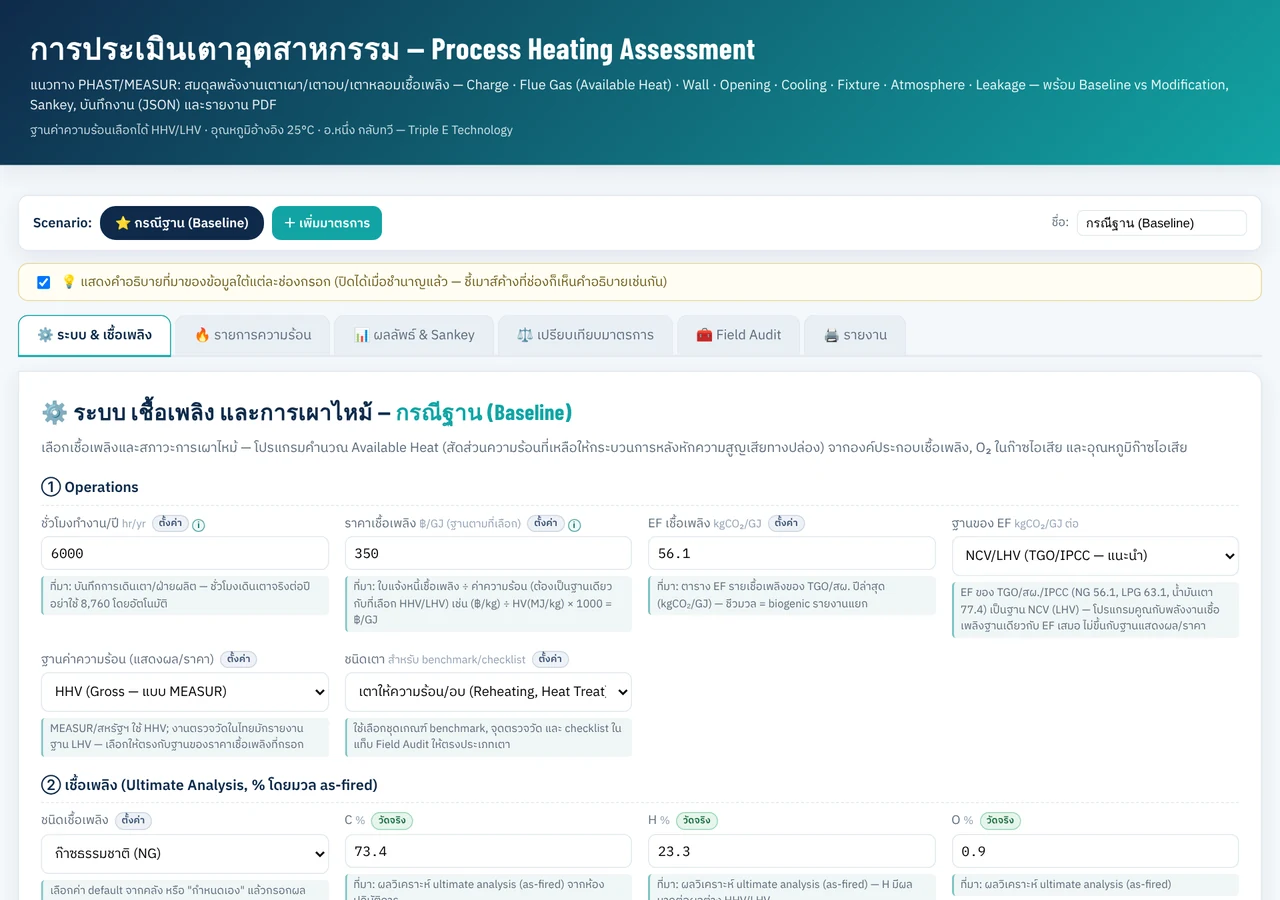 การประเมินเตาอุตสาหกรรม — Process Heating Assessment
แนวทาง PHAST/MEASUR: สมดุลพลังงานเตาเผา/เตาอบ/เตาหลอมเชื้อเพลิง — Charge · Flue Gas (Available Heat) · Wall · Opening · Cooling · Fixture · Atmosphere · Leakage — พร้อม Baseline vs Modification,
Sankey, บันทึกงาน (JSON) และรายงาน PDF
ฐานค่าความร้อนเลือกได้ HHV/LHV · อุณหภูมิอ้างอิง 25°C · อ.หนึ่ง กลับทวี — Triple E Technology
Scenario: ⭐ กรณีฐาน (Baseline) + เพิ่มมาตรการ ชื่อ: กรณีฐาน (Baseline)
💡 แสดงคำอธิบายที่มาของข้อมูลใต้แต่ละช่องกรอก (ปิดได้เมื่อชำนาญแล้ว — ชี้เมาส์ค้างที่ช่องก็เห็นคำอธิบายเช่นกัน)
⚙️ ระบบ & เชื้อเพลิง 🔥 รายการความร้อน 📊 ผลลัพธ์ & Sankey ⚖️ เปรียบเทียบมาตรการ 🧰 Field Audit 🖨️ รายงาน
⚙️ ระบบ เชื้อเพลิง และการเผาไหม้ — กรณีฐาน (Baseline)
เลือกเชื้อเพลิงและสภาวะการเผาไหม้ — โปรแกรมคำนวณ Available Heat (สัดส่วนความร้อนที่เหลือให้กระบวนการหลังหักความสูญเสียทางปล่อง) จากองค์ประกอบเชื้อเพลิง, O₂ ในก๊าซไอเสีย และอุณหภูมิก๊าซไอเสีย
① Operations
ชั่วโมงทำงาน/ปี hr/yr ตั้งค่า i
6000
ที่มา: บันทึกการเดินเตา/ฝ่ายผลิต — ชั่วโมงเดินเตาจริงต่อปี
อย่าใช้ 8,760 โดยอัตโนมัติ
ราคาเชื้อเพลิง ฿/GJ (ฐานตามที่เลือก) ตั้งค่า i
350
ที่มา: ใบแจ้งหนี้เชื้อเพลิง ÷ ค่าความร้อน (ต้องเป็นฐานเดียว
กับที่เลือก HHV/LHV) เช่น (฿/kg) ÷ HV(MJ/kg) × 1000 =
฿/GJ
EF เชื้อเพลิง kgCO₂/GJ ตั้งค่า
56.1
ที่มา: ตาราง EF รายเชื้อเพลิงของ TGO/สผ. ปีล่าสุด
(kgCO₂/GJ) — ชีวมวล = biogenic รายงานแยก
ฐานของ EF kgCO₂/GJ ต่อ
NCV/LHV (TGO/IPCC — แนะนำ)
EF ของ TGO/สผ./IPCC (NG 56.1, LPG 63.1, น้ำมันเตา
77.4) เป็นฐาน NCV (LHV) — โปรแกรมคูณกับพลังงานเชื้อ
เพลิงฐานเดียวกับ EF เสมอ ไม่ขึ้นกับฐานแสดงผล/ราคา
ฐานค่าความร้อน (แสดงผล/ราคา) ตั้งค่า
HHV (Gross — แบบ MEASUR)
MEASUR/สหรัฐฯ ใช้ HHV; งานตรวจวัดในไทยมักรายงาน
ฐาน LHV — เลือกให้ตรงกับฐานของราคาเชื้อเพลิงที่กรอก
ชนิดเตา สำหรับ benchmark/checklist ตั้งค่า
เตาให้ความร้อน/อบ (Reheating, Heat Treat
ใช้เลือกชุดเกณฑ์ benchmark, จุดตรวจวัด และ checklist ใน
แท็บ Field Audit ให้ตรงประเภทเตา
② เชื้อเพลิง (Ultimate Analysis, % โดยมวล as-fired)
ชนิดเชื้อเพลิง ตั้งค่า
ก๊าซธรรมชาติ (NG)
เลือกค่า default จากคลัง หรือ "กำหนดเอง" แล้วกรอกผล
C % วัดจริง
73.4
ที่มา: ผลวิเคราะห์ ultimate analysis (as-fired) จากห้อง
H % วัดจริง
23.3
ที่มา: ผลวิเคราะห์ ultimate analysis (as-fired) — H มีผล
O % วัดจริง
0.9
ที่มา: ผลวิเคราะห์ ultimate analysis (as-fired)